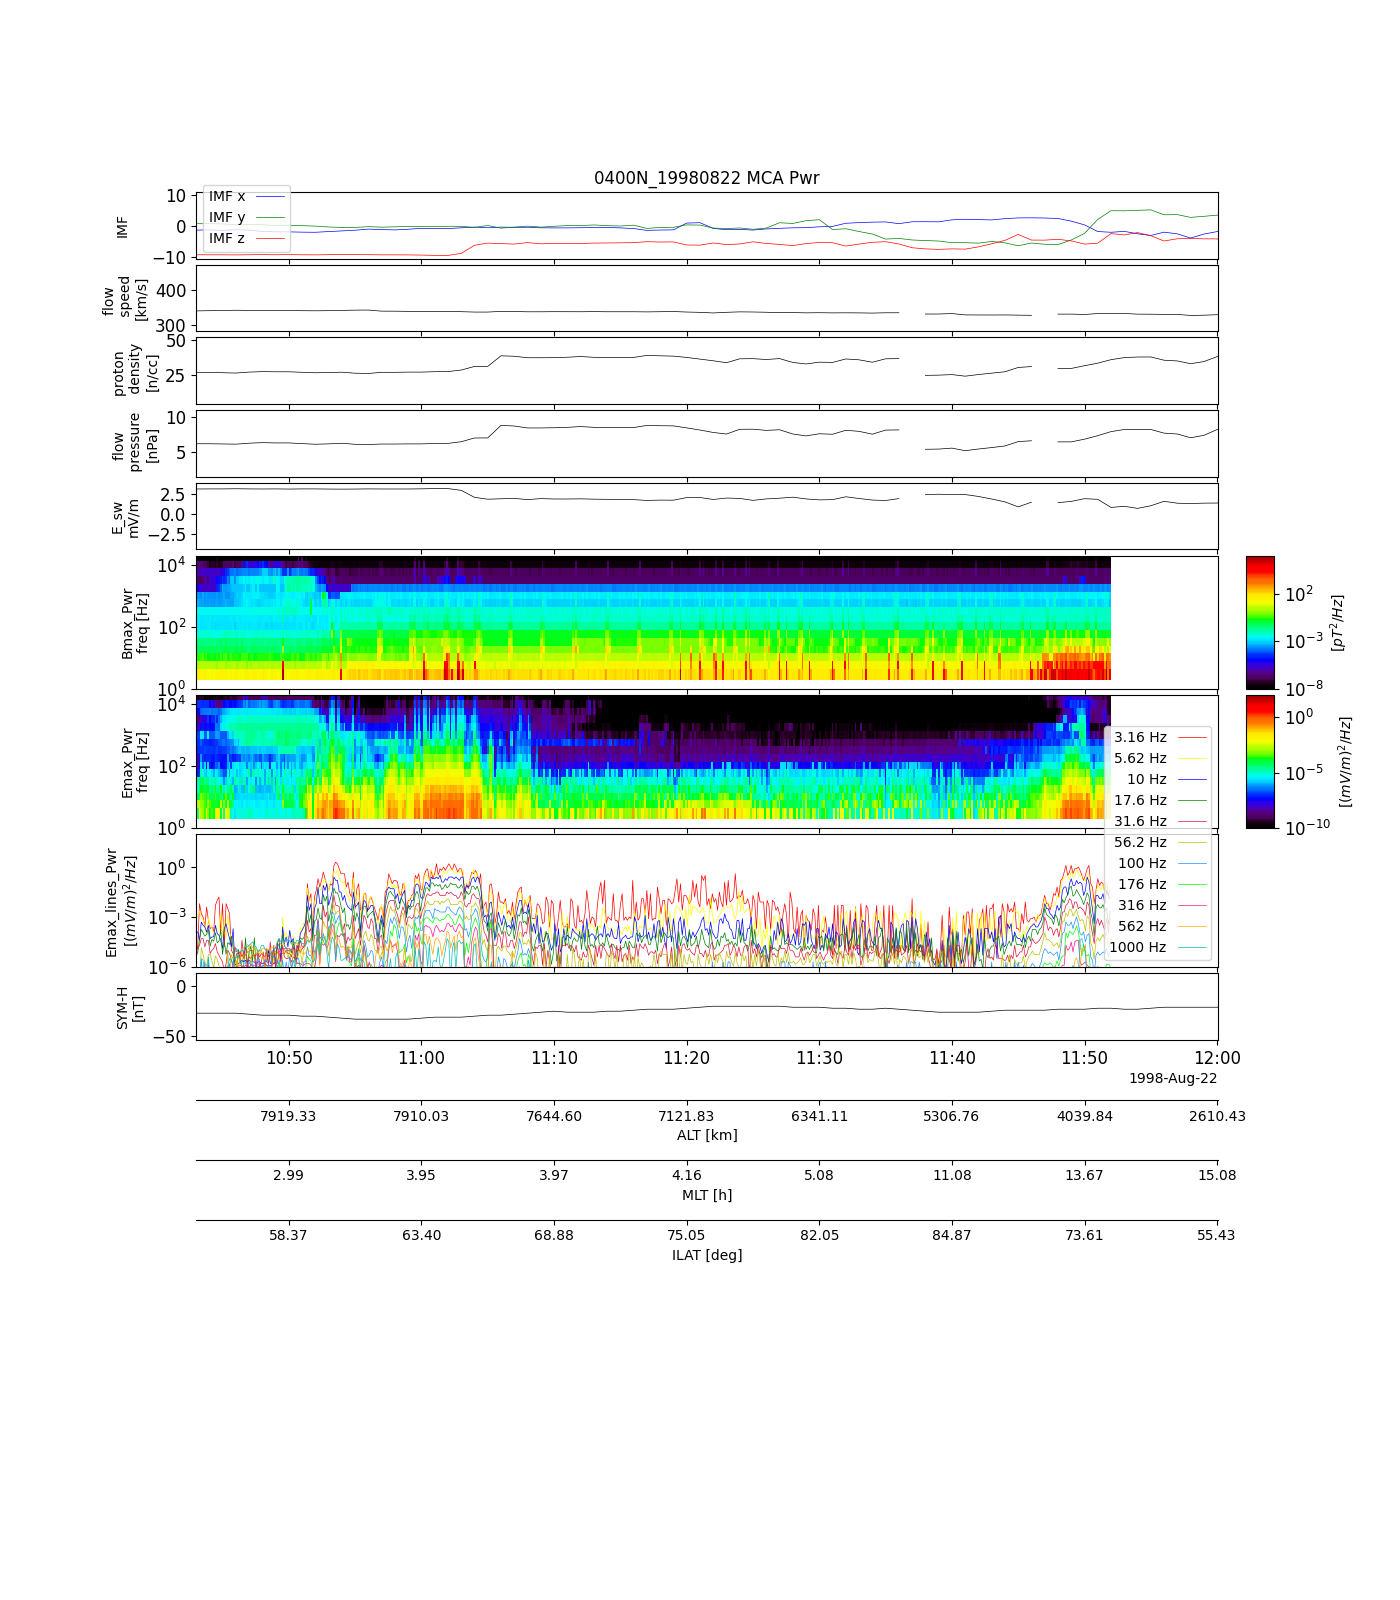 0400N_19980822 MCA Pwr
IMF
10
0
−10
IMF x
IMF y
IMF z
flow
speed
[km/s]
400
300
proton
density
[n/cc]
50
25
flow
pressure
[nPa]
10
5
E_sw
mV/m
2.5
0.0
−2.5
Bmax_Pwr
freq [Hz]
10^4
10^2
10^0
10^2
10^−3
10^−8
[pT^2/Hz]
Emax_Pwr
freq [Hz]
10^4
10^2
10^0
10^0
10^−5
10^−10
[(mV/m)^2/Hz]
3.16 Hz
5.62 Hz
10 Hz
17.6 Hz
31.6 Hz
56.2 Hz
100 Hz
176 Hz
316 Hz
562 Hz
1000 Hz
Emax_lines_Pwr
[(mV/m)^2/Hz]
10^0
10^−3
10^−6
SYM-H
[nT]
0
−50
10:50 11:00 11:10 11:20 11:30 11:40 11:50 12:00
1998-Aug-22
7919.33 7910.03 7644.60 7121.83 6341.11 5306.76 4039.84 2610.43
ALT [km]
2.99 3.95 3.97 4.16 5.08 11.08 13.67 15.08
MLT [h]
58.37 63.40 68.88 75.05 82.05 84.87 73.61 55.43
ILAT [deg]